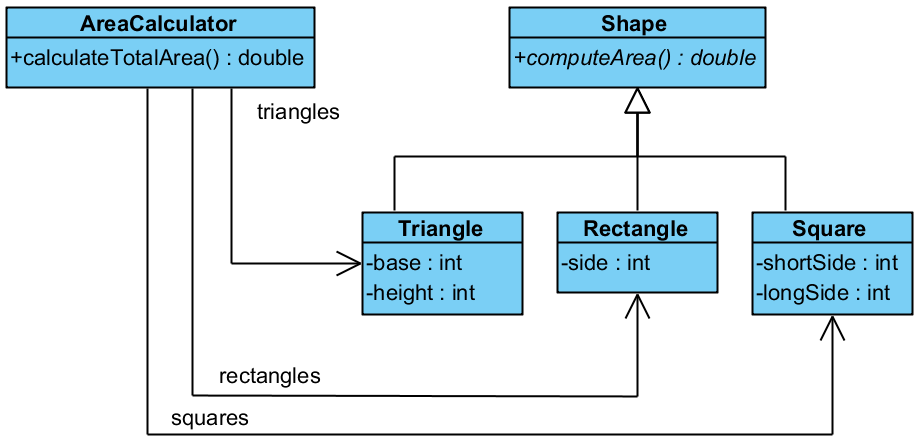 AreaCalculator
+calculateTotalArea() : double
Shape
+computeArea() : double
triangles
Triangle
-base : int
-height : int
Rectangle
-side : int
Square
-shortSide : int
-longSide : int
rectangles
squares